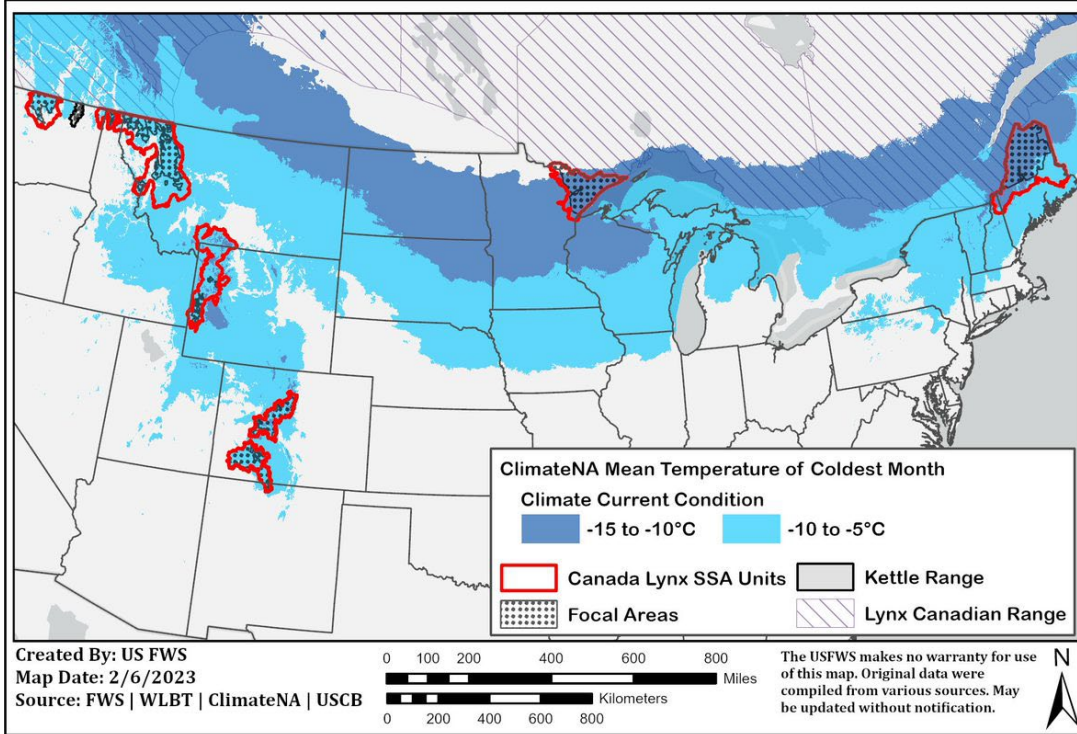 ClimateNA Mean Temperature of Coldest Month
Climate Current Condition
-15 to -10°C
-10 to -5°C
Canada Lynx SSA Units
Kettle Range
Focal Areas
Lynx Canadian Range
Created By: US FWS
Map Date: 2/6/2023
Source: FWS | WLBT | ClimateNA | USCB
0 100 200 400 600 800
Miles
Kilometers
0 200 400 600 800
The USFWS makes no warranty for use
of this map. Original data were
compiled from various sources. May
be updated without notification.
N